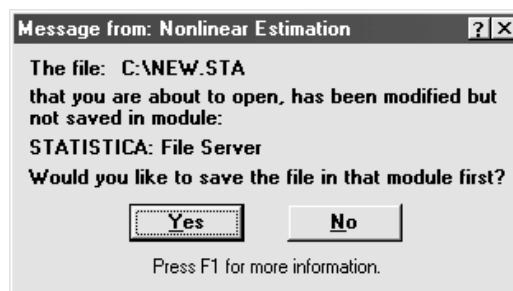 Message from: Nonlinear Estimation ? X
The file: C:\NEW.STA
that you are about to open, has been modified but
not saved in module:
STATISTICA: File Server
Would you like to save the file in that module first?
Yes No
Press F1 for more information.